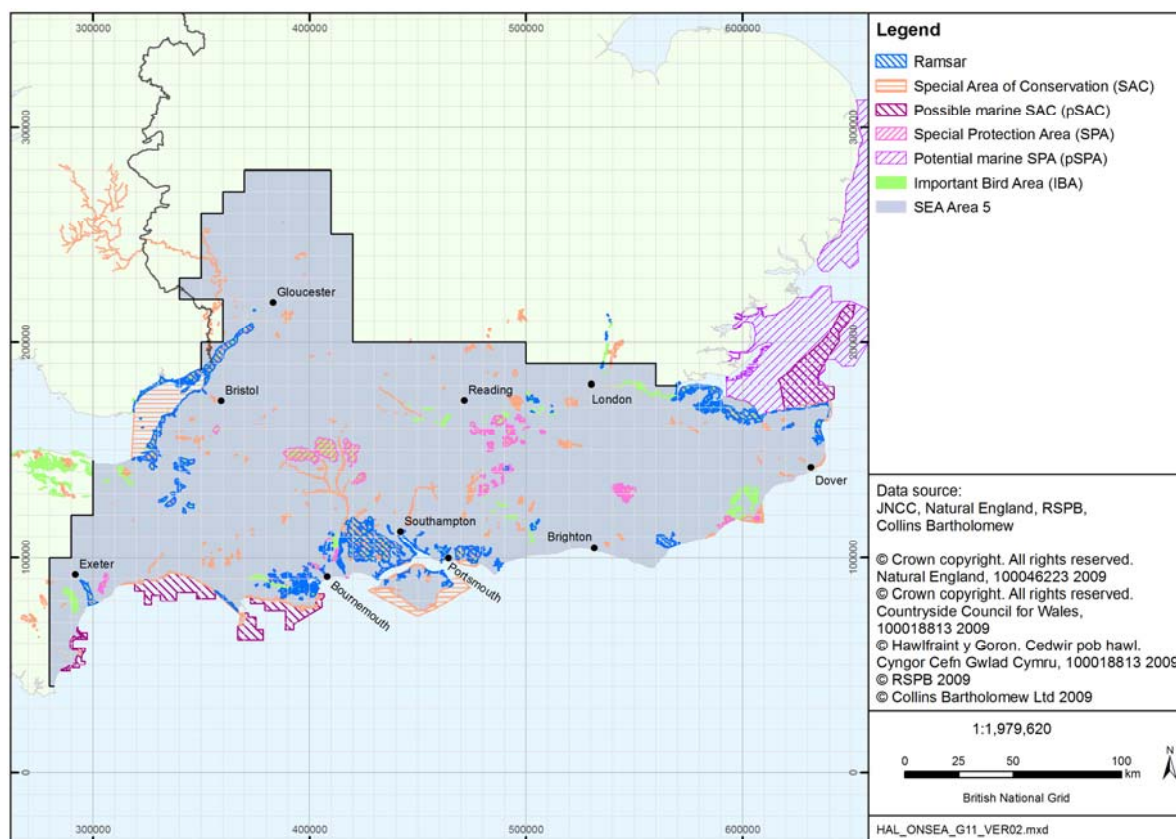 300000 400000 500000 600000
300000 300000
200000 200000
100000 100000
0 0
300000 400000 500000 600000
Gloucester
Bristol
Reading
London
Dover
Southampton
Brighton
Portsmouth
Exeter
Bournemouth
Legend
Ramsar
Special Area of Conservation (SAC)
Possible marine SAC (pSAC)
Special Protection Area (SPA)
Potential marine SPA (pSPA)
Important Bird Area (IBA)
SEA Area 5
Data source:
JNCC, Natural England, RSPB,
Collins Bartholomew
© Crown copyright. All rights reserved.
Natural England, 100046223 2009
© Crown copyright. All rights reserved.
Countryside Council for Wales,
100018813 2009
© Hawlfraint y Goron. Cedwir pob hawl.
Cyngor Cefn Gwlad Cymru, 100018813 2009
© RSPB 2009
© Collins Bartholomew Ltd 2009
1:1,979,620
0 25 50 100
km
N
British National Grid
HAL_ONSEA_G11_VER02.mxd